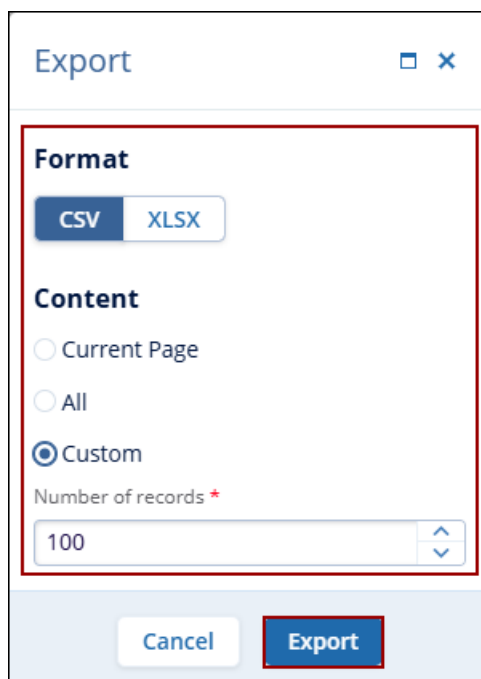 Export
Format
CSV XLSX
Content
Current Page
All
Custom
Number of records *
100
Cancel Export